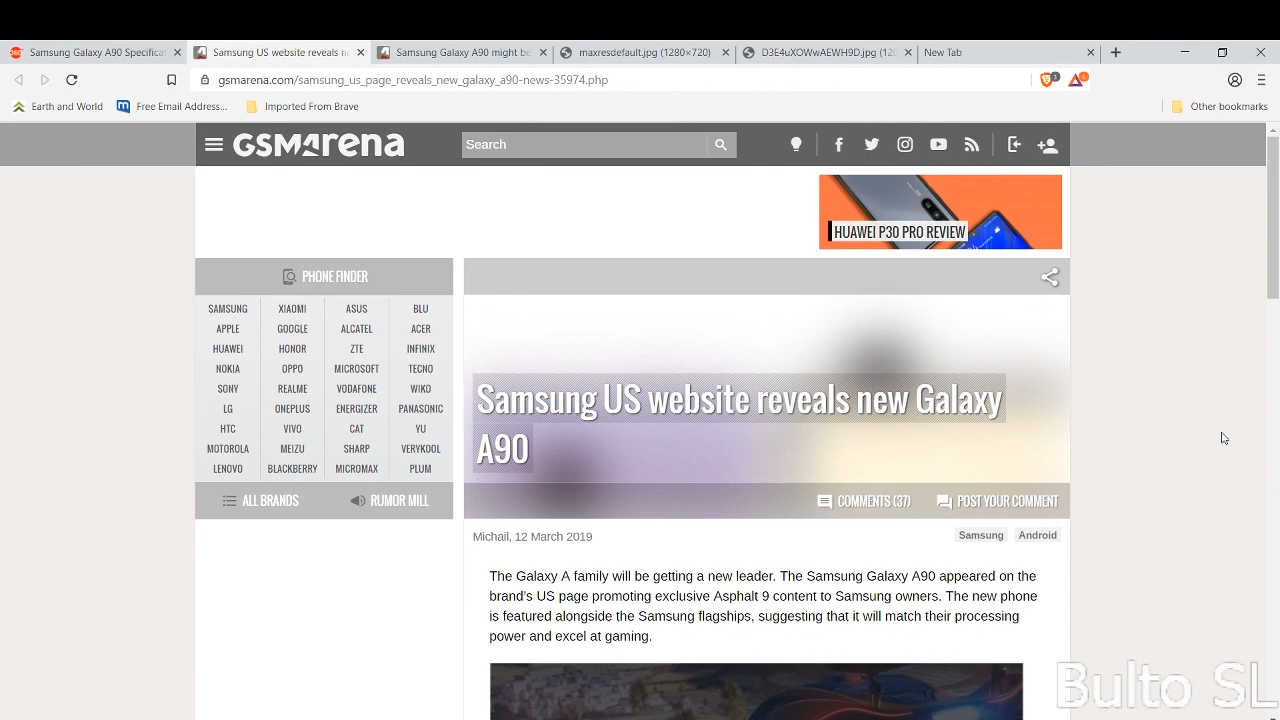 360 Samsung Galaxy A90 Specificat
Samsung US website reveals n
Samsung Galaxy A90 might be
maxresdefault.jpg (1280×720)
D3E4uXOWwAEWH9D.jpg (12
New Tab
gsmarena.com/samsung_us_page_reveals_new_galaxy_a90-news-35974.php
1
4
Earth and World
Free Email Address...
Imported From Brave
Other bookmarks
GSMArena
Search
HUAWEI P30 PRO REVIEW
PHONE FINDER
SAMSUNG XIAOMI ASUS BLU
APPLE GOOGLE ALCATEL ACER
HUAWEI HONOR ZTE INFINIX
NOKIA OPPO MICROSOFT TECNO
SONY REALME VODAFONE WIKO
LG ONEPLUS ENERGIZER PANASONIC
HTC VIVO CAT YU
MOTOROLA MEIZU SHARP VERYKOOL
LENOVO BLACKBERRY MICROMAX PLUM
ALL BRANDS RUMOR MILL
Samsung US website reveals new Galaxy
A90
COMMENTS (37) POST YOUR COMMENT
Michail, 12 March 2019
Samsung Android
The Galaxy A family will be getting a new leader. The Samsung Galaxy A90 appeared on the
brand's US page promoting exclusive Asphalt 9 content to Samsung owners. The new phone
is featured alongside the Samsung flagships, suggesting that it will match their processing
power and excel at gaming.
Bulto SL